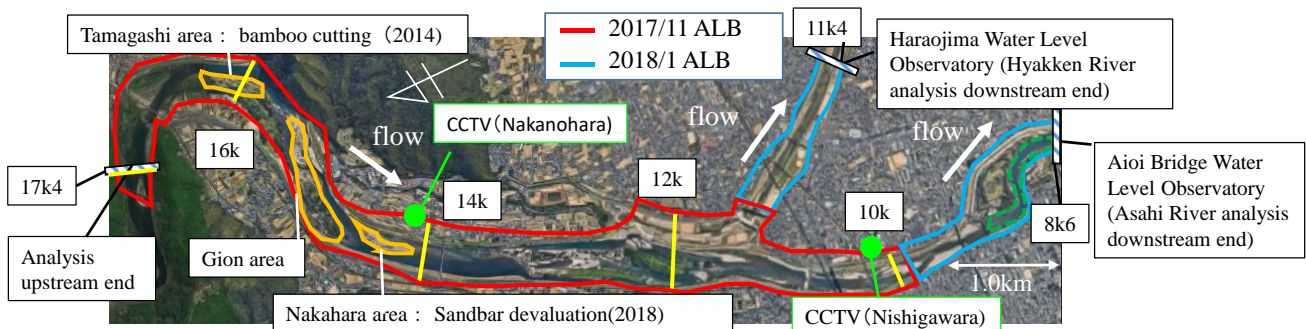 Tamagashi area： bamboo cutting （2014）
2017/11 ALB
2018/1 ALB
11k4
Haraojima Water Level
Observatory (Hyakken River
analysis downstream end)
flow
CCTV（Nakanohara）
flow
flow
16k
17k4
14k
12k
10k
Aioi Bridge Water
Level Observatory
(Asahi River analysis
downstream end)
8k6
Analysis
upstream end
Gion area
1.0km
Nakahara area： Sandbar devaluation(2018)
CCTV（Nishigawara）